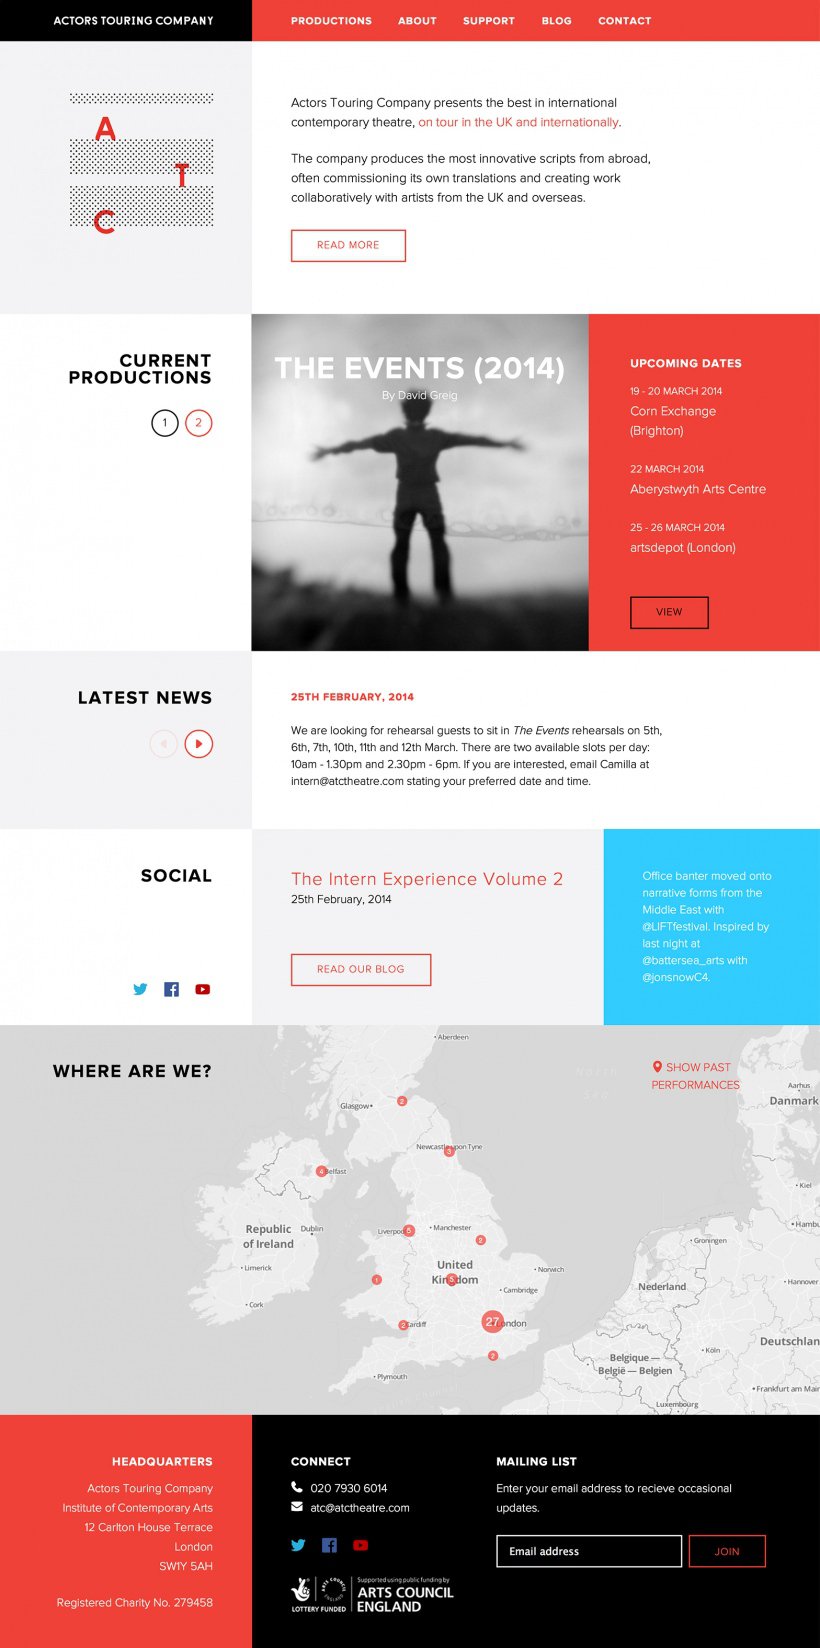 ACTORS TOURING COMPANY
PRODUCTIONS ABOUT SUPPORT BLOG CONTACT
A
T
C
Actors Touring Company presents the best in international
contemporary theatre, on tour in the UK and internationally.
The company produces the most innovative scripts from abroad,
often commissioning its own translations and creating work
collaboratively with artists from the UK and overseas.
READ MORE
CURRENT
PRODUCTIONS
1 2
THE EVENTS (2014)
By David Greig
UPCOMING DATES
19 - 20 MARCH 2014
Corn Exchange
(Brighton)
22 MARCH 2014
Aberystwyth Arts Centre
25 - 26 MARCH 2014
artsdepot (London)
VIEW
LATEST NEWS
25TH FEBRUARY, 2014
We are looking for rehearsal guests to sit in The Events rehearsals on 5th,
6th, 7th, 10th, 11th and 12th March. There are two available slots per day:
10am - 1.30pm and 2.30pm - 6pm. If you are interested, email Camilla at
intern@atctheatre.com stating your preferred date and time.
SOCIAL
The Intern Experience Volume 2
25th February, 2014
READ OUR BLOG
Office banter moved onto
narrative forms from the
Middle East with
@LIFTfestival. Inspired by
last night at
@battersea_arts with
@jonsnowC4.
WHERE ARE WE?
SHOW PAST
PERFORMANCES
Aberdeen
North
Sea
Aarhus
Danmark
Glasgow
2
Newcastle upon Tyne
3
4
Belfast
Kiel
Republic
of Ireland
Dublin
Liverpool
5
Manchester
2
Hambu
Groningen
Limerick
United
Kingdom
5
1
Norwich
Cambridge
Nederland
Hannover
Cork
2
Cardiff
27
London
2
Deutschlan
Köln
Belgique —
België — Belgien
Plymouth
Frankfurt am Mair
Luxembourg
HEADQUARTERS
Actors Touring Company
Institute of Contemporary Arts
12 Carlton House Terrace
London
SW1Y 5AH
Registered Charity No. 279458
CONNECT
020 7930 6014
atc@atctheatre.com
LOTTERY FUNDED
ARTS COUNCIL
ENGLAND
Supported using public funding by
ARTS COUNCIL
ENGLAND
MAILING LIST
Enter your email address to recieve occasional
updates.
Email address
JOIN